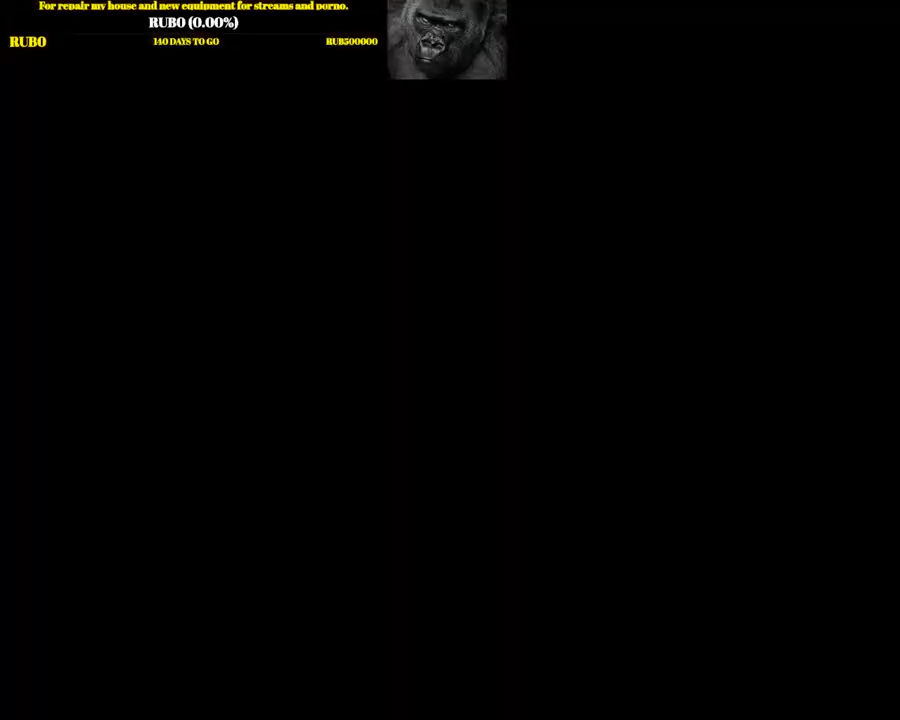 For repair my house and new equipment for streams and porno.
RUB0 (0.00%)
RUB0 140 DAYS TO GO RUB500000